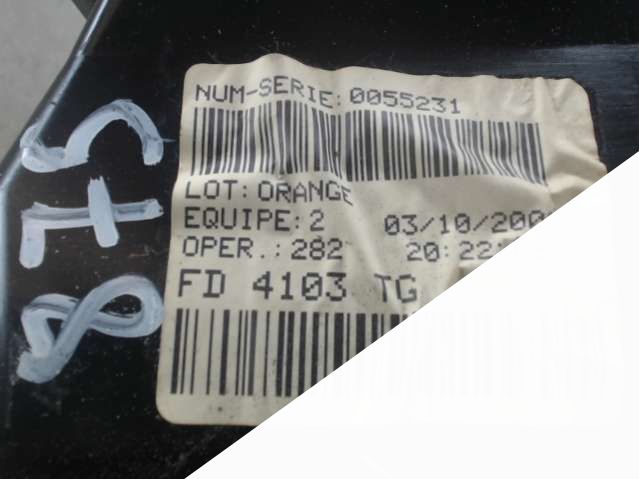 NUM-SERIE:0055231
LOT:ORANGE
EQUIPE:2 03/10/200
OPER.:282 20:22:
FD 4103 TG